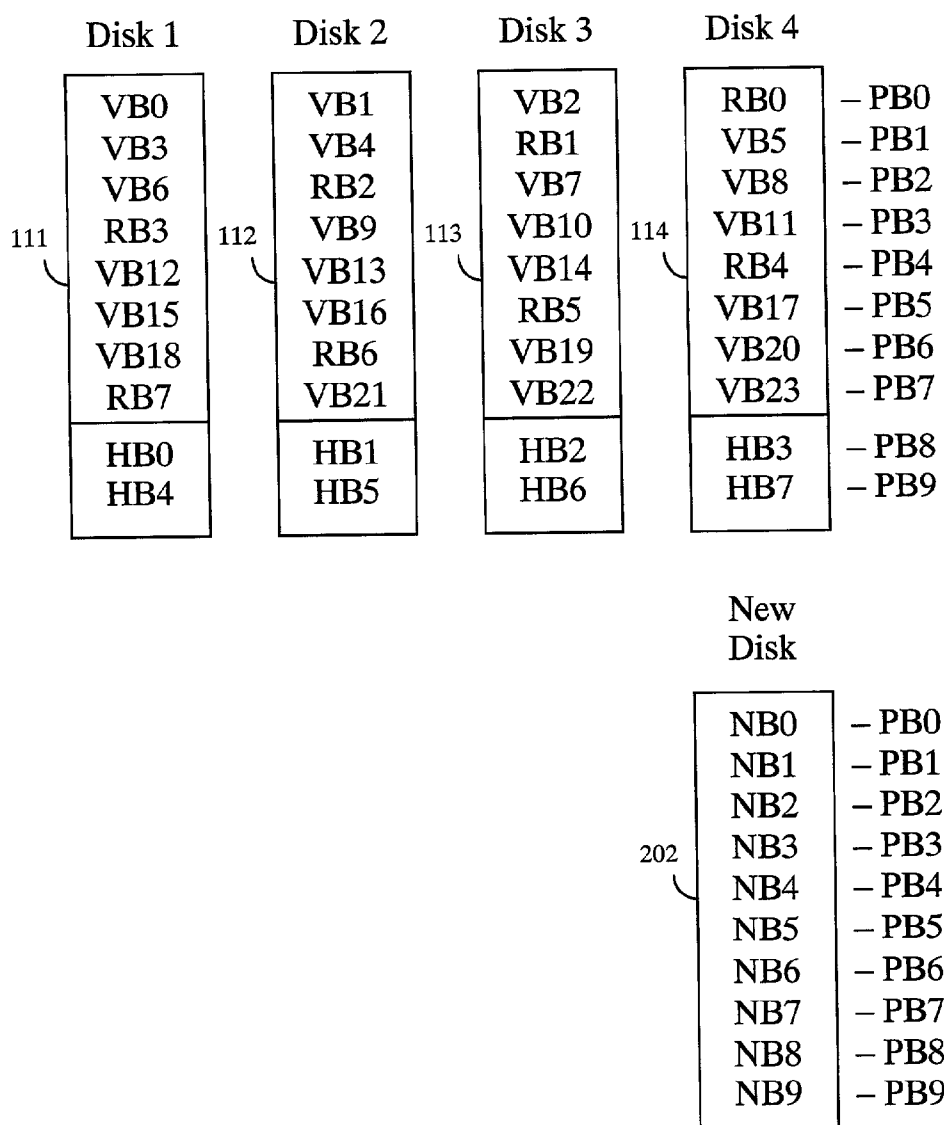 Disk 1 Disk 2 Disk 3 Disk 4
VB0 VB1 VB2 RB0 – PB0
VB3 VB4 RB1 VB5 – PB1
VB6 RB2 VB7 VB8 – PB2
111 RB3 112 VB9 113 VB10 114 VB11 – PB3
VB12 VB13 VB14 RB4 – PB4
VB15 VB16 RB5 VB17 – PB5
VB18 RB6 VB19 VB20 – PB6
RB7 VB21 VB22 VB23 – PB7
HB0 HB1 HB2 HB3 – PB8
HB4 HB5 HB6 HB7 – PB9
New
Disk
NB0 – PB0
NB1 – PB1
NB2 – PB2
202 NB3 – PB3
NB4 – PB4
NB5 – PB5
NB6 – PB6
NB7 – PB7
NB8 – PB8
NB9 – PB9